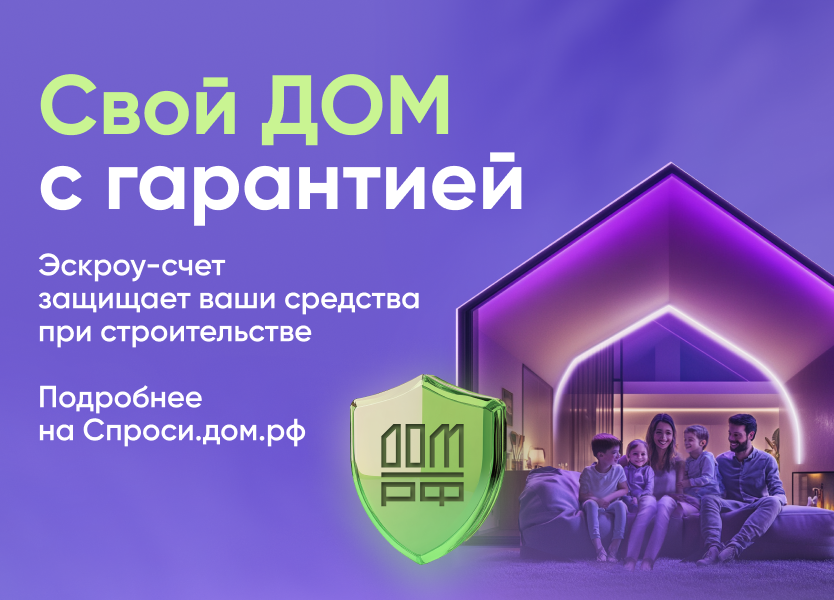 Свой ДОМ
с гарантией
Эскроу-счет
защищает ваши средства
при строительстве
Подробнее
на Спроси.дом.рф
ДОМ
РФ